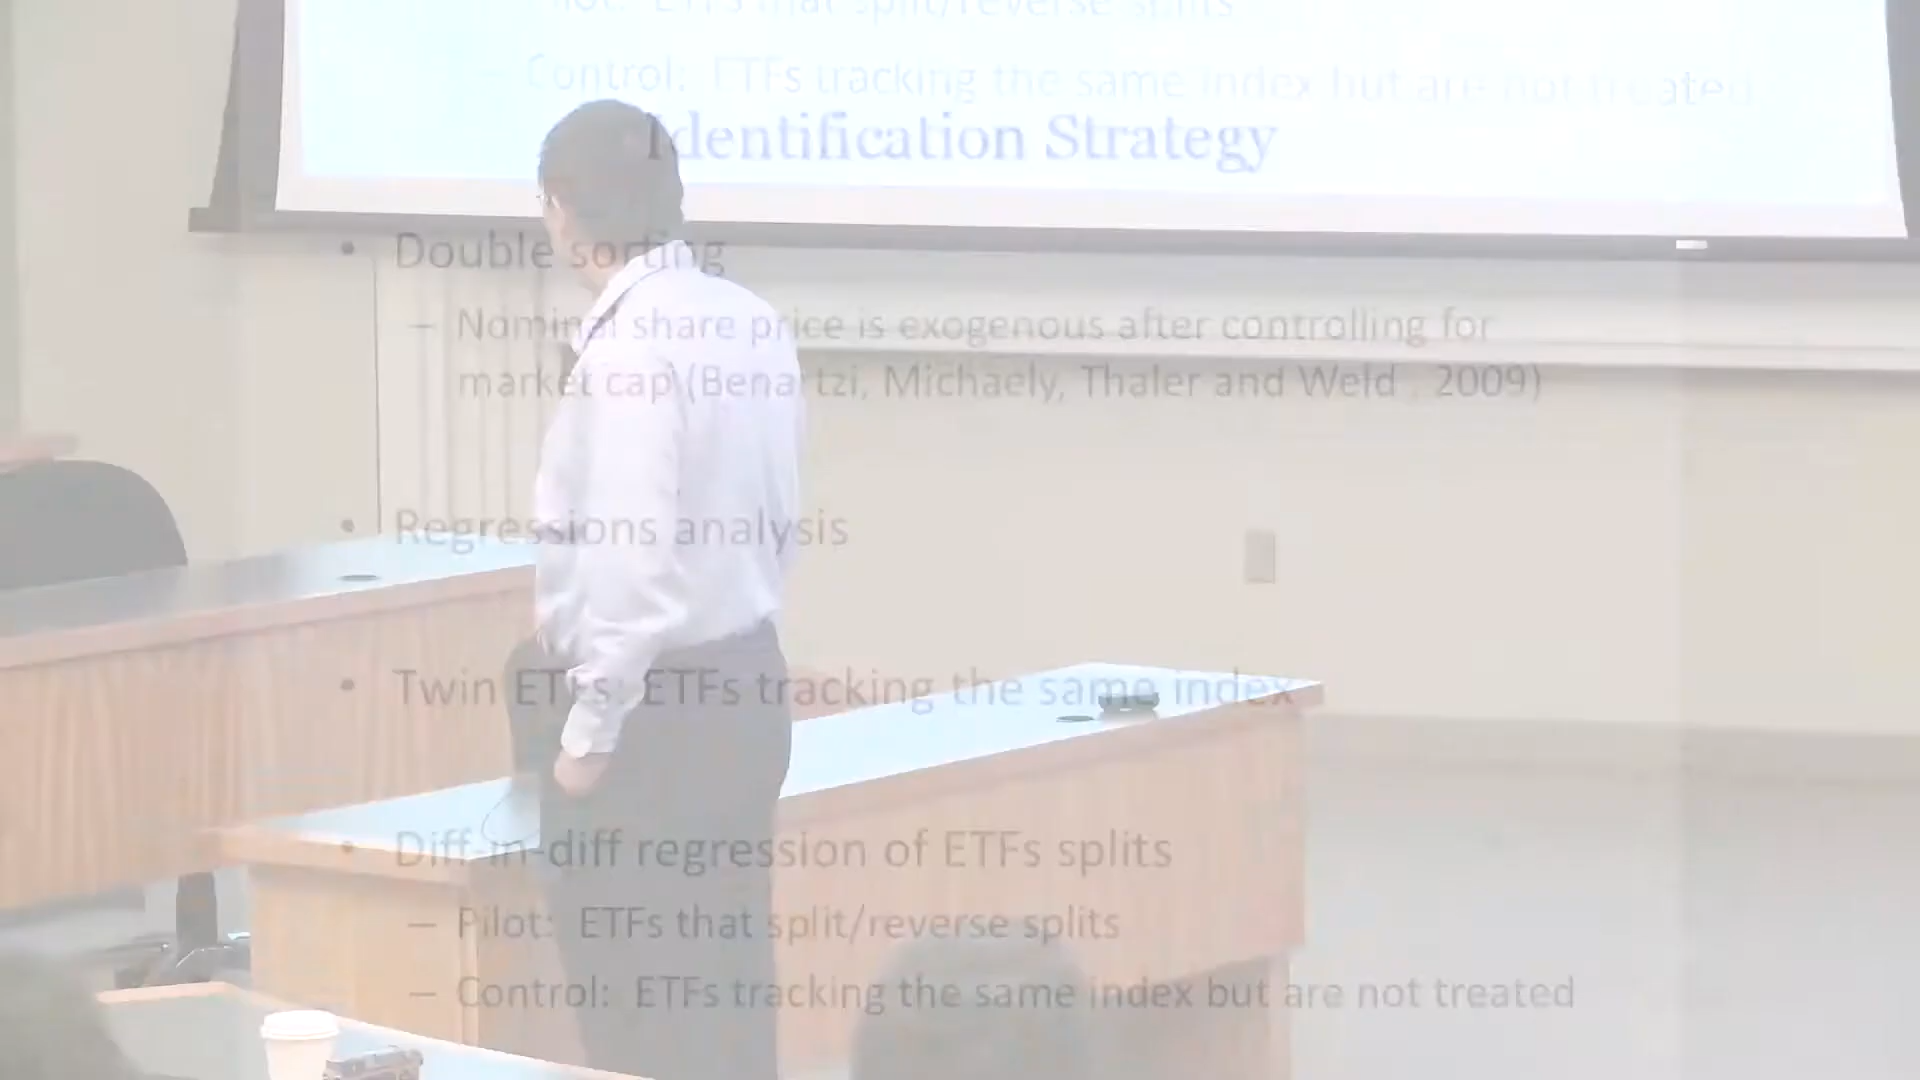 Pilot: ETFs that split/reverse splits
– Control: ETFs tracking the same index but are not treated
Identification Strategy
• Double sorting
– Nominal share price is exogenous after controlling for
market cap (Benartzi, Michaely, Thaler and Weld , 2009)
• Regressions analysis
• Twin ETFs: ETFs tracking the same index
• Diff-in-diff regression of ETFs splits
– Pilot: ETFs that split/reverse splits
– Control: ETFs tracking the same index but are not treated